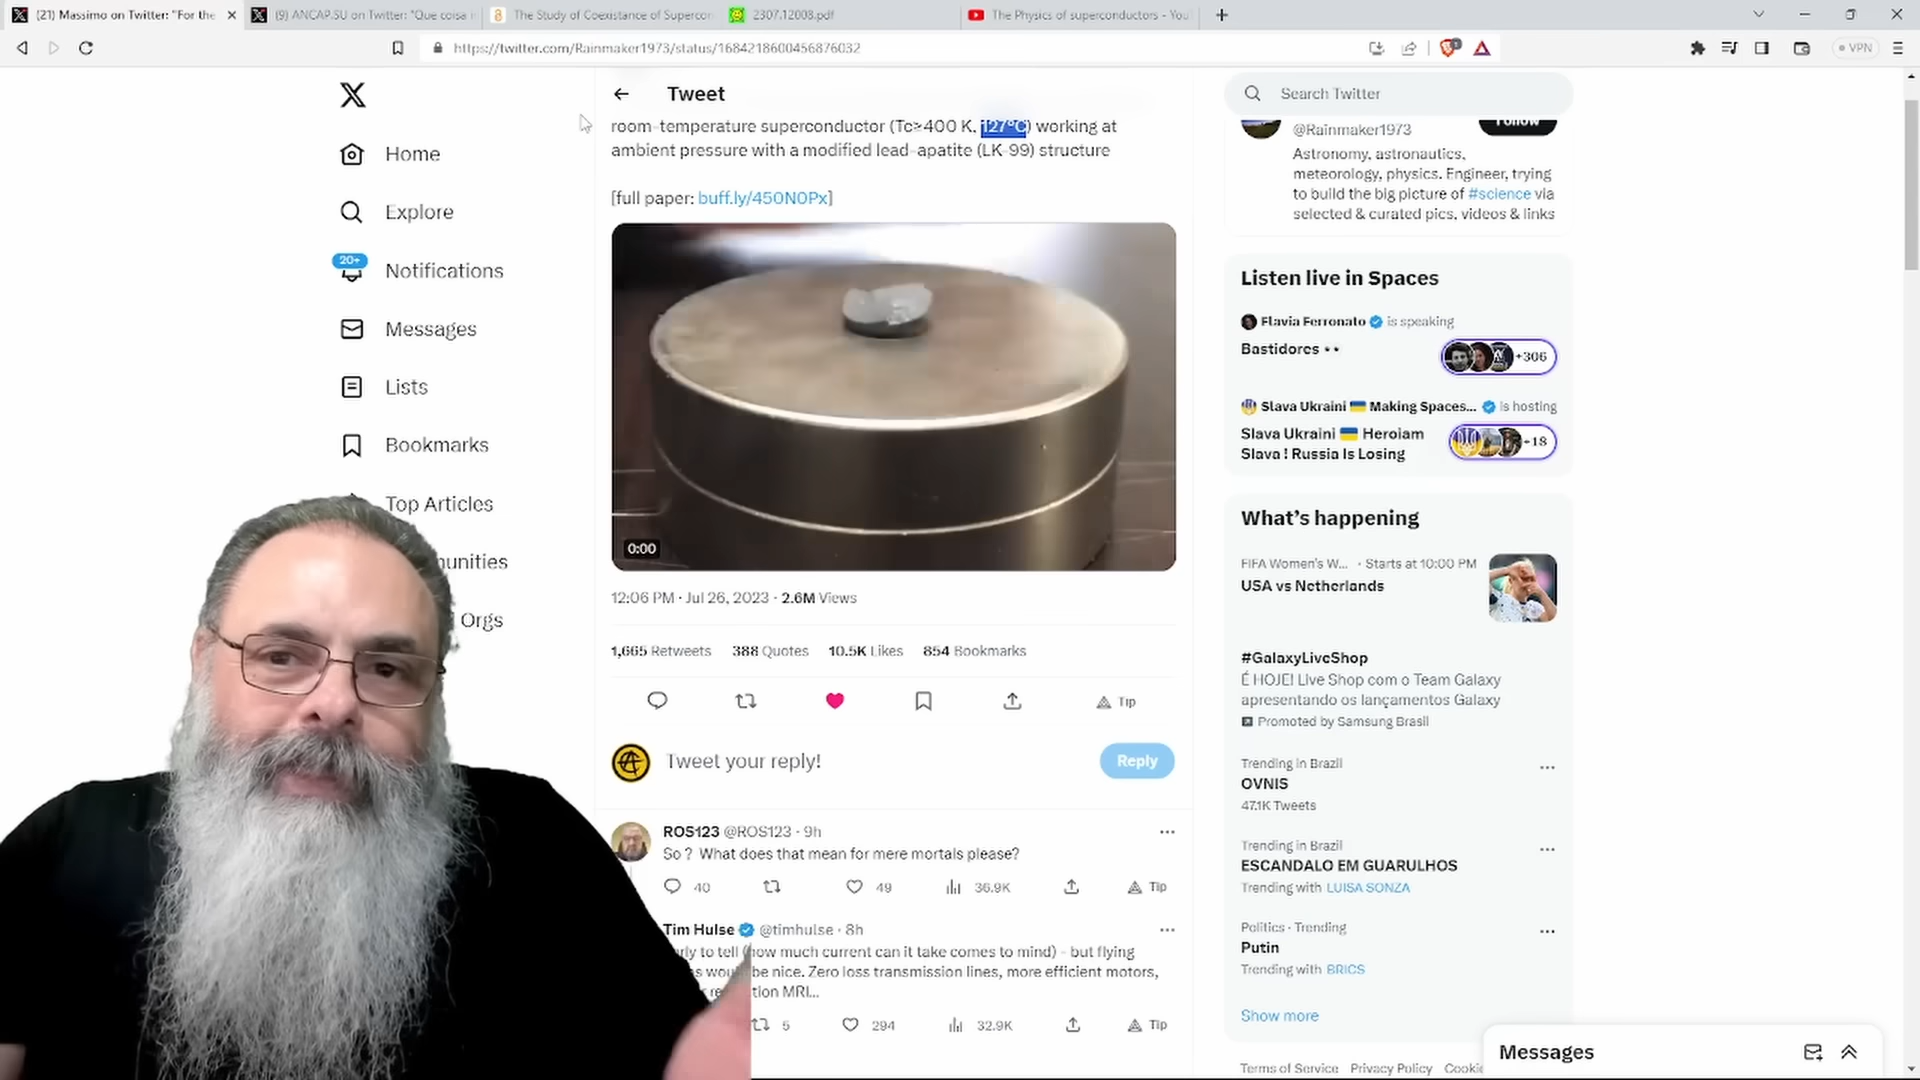 (21) Massimo on Twitter: "For the
(9) ANCAP.SU on Twitter: "Que coisa i
The Study of Coexistance of Supercon
2307.12008.pdf
The Physics of superconductors - You
https://twitter.com/Rainmaker1973/status/1684218600456876032
VPN
Home
Explore
20+
Notifications
Messages
Lists
Bookmarks
Top Articles
Orgs
Tweet
room-temperature superconductor (Tc≥400 K, 127°C) working at
ambient pressure with a modified lead-apatite (LK-99) structure
[full paper: buff.ly/450N0Px]
0:00
12:06 PM · Jul 26, 2023 · 2.6M Views
1,665 Retweets 388 Quotes 10.5K Likes 854 Bookmarks
Tip
Tweet your reply!
Reply
ROS123 @ROS123 · 9h
So ? What does that mean for mere mortals please?
40 49 36.9K Tip
Tim Hulse @timhulse · 8h
to tell (how much current can it take comes to mind) - but flying
be nice. Zero loss transmission lines, more efficient motors,
MRI...
5 294 32.9K Tip
Search Twitter
@Rainmaker1973
Follow
Astronomy, astronautics,
meteorology, physics. Engineer, trying
to build the big picture of #science via
selected & curated pics, videos & links
Listen live in Spaces
Flavia Ferronato is speaking
Bastidores
+306
Slava Ukraini Making Spaces... is hosting
Slava Ukraini Heroiam
Slava ! Russia Is Losing
+18
What's happening
FIFA Women's W... · Starts at 10:00 PM
USA vs Netherlands
#GalaxyLiveShop
É HOJE! Live Shop com o Team Galaxy
apresentando os lançamentos Galaxy
Promoted by Samsung Brasil
Trending in Brazil
OVNIS
47.1K Tweets
Trending in Brazil
ESCANDALO EM GUARULHOS
Trending with LUISA SONZA
Politics · Trending
Putin
Trending with BRICS
Show more
Messages
Terms of Service Privacy Policy Cookie